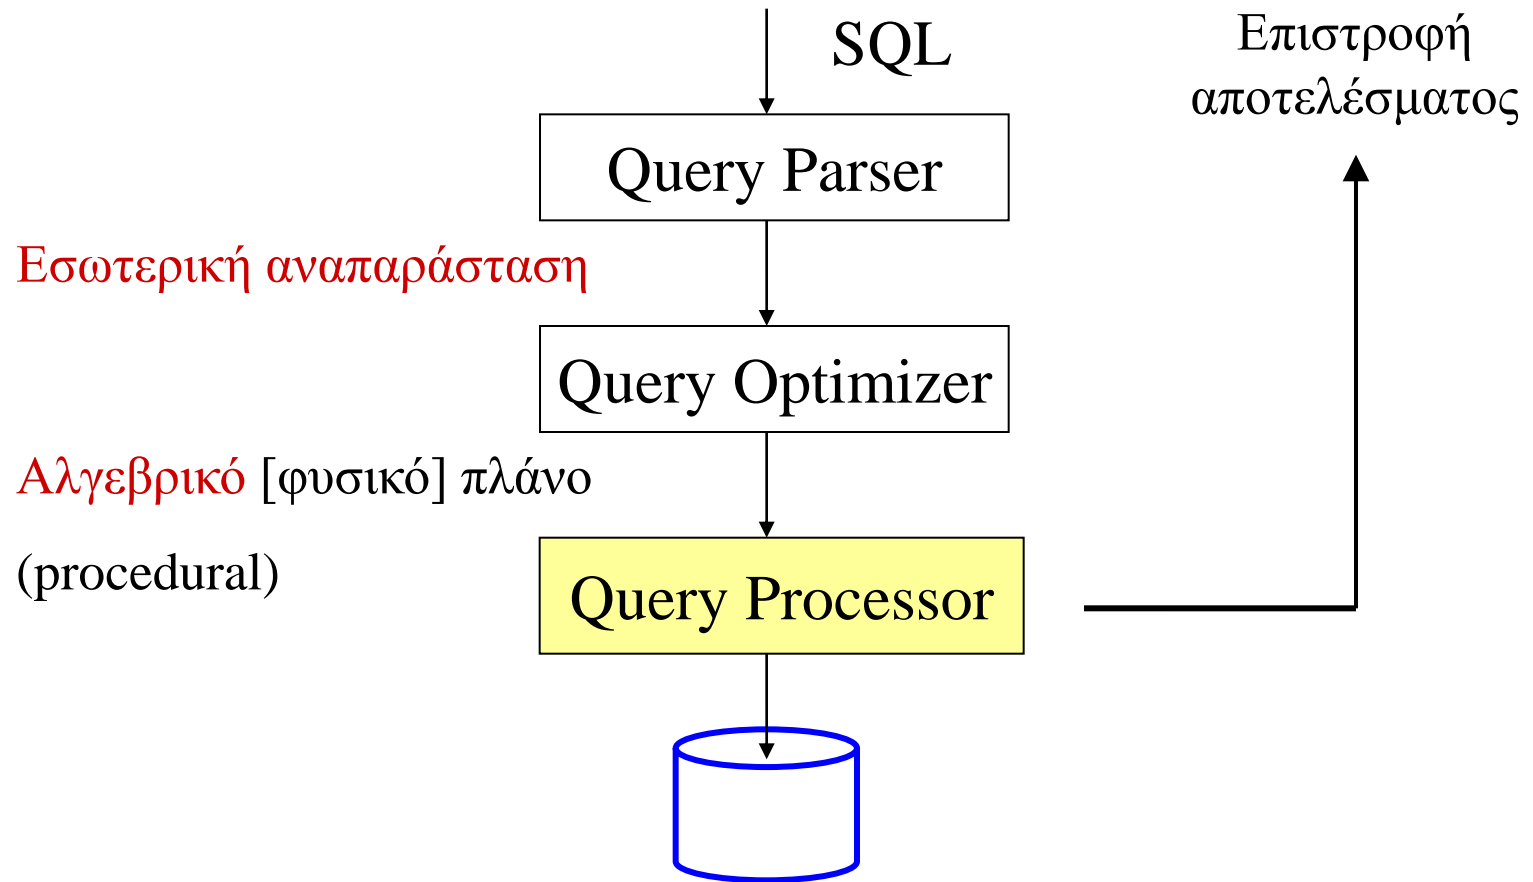 SQL
Επιστροφή
αποτελέσματος
Query Parser
Εσωτερική αναπαράσταση
Query Optimizer
Αλγεβρικό [φυσικό] πλάνο
(procedural)
Query Processor